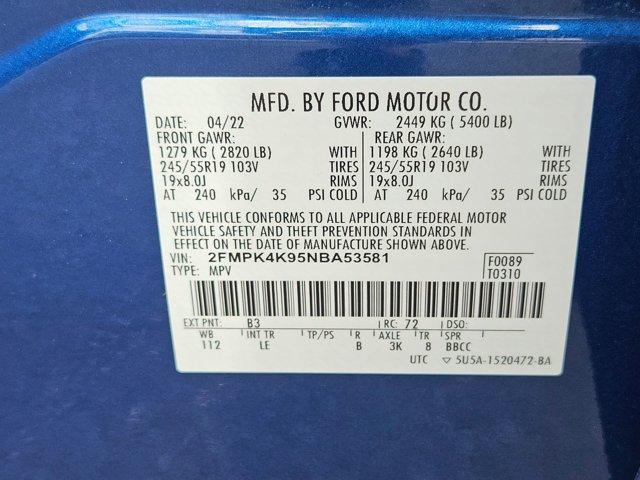 MFD. BY FORD MOTOR CO.
DATE: 04/22 GVWR: 2449 KG ( 5400 LB)
FRONT GAWR: REAR GAWR:
1279 KG ( 2820 LB) WITH 1198 KG ( 2640 LB) WITH
245/55R19 103V TIRES 245/55R19 103V TIRES
19x8.0J RIMS 19x8.0J RIMS
AT 240 kPa/ 35 PSI COLD AT 240 kPa/ 35 PSI COLD
THIS VEHICLE CONFORMS TO ALL APPLICABLE FEDERAL MOTOR
VEHICLE SAFETY AND THEFT PREVENTION STANDARDS IN
EFFECT ON THE DATE OF MANUFACTURE SHOWN ABOVE.
VIN: 2FMPK4K95NBA53581 F0089
TYPE: MPV T0310
EXT PNT: B3 RC: 72 DSO:
WB INT TR TP/PS R AXLE TR SPR
112 LE B 3K 8 BBCC
UTC ▽ 5U5A-1520472-BA